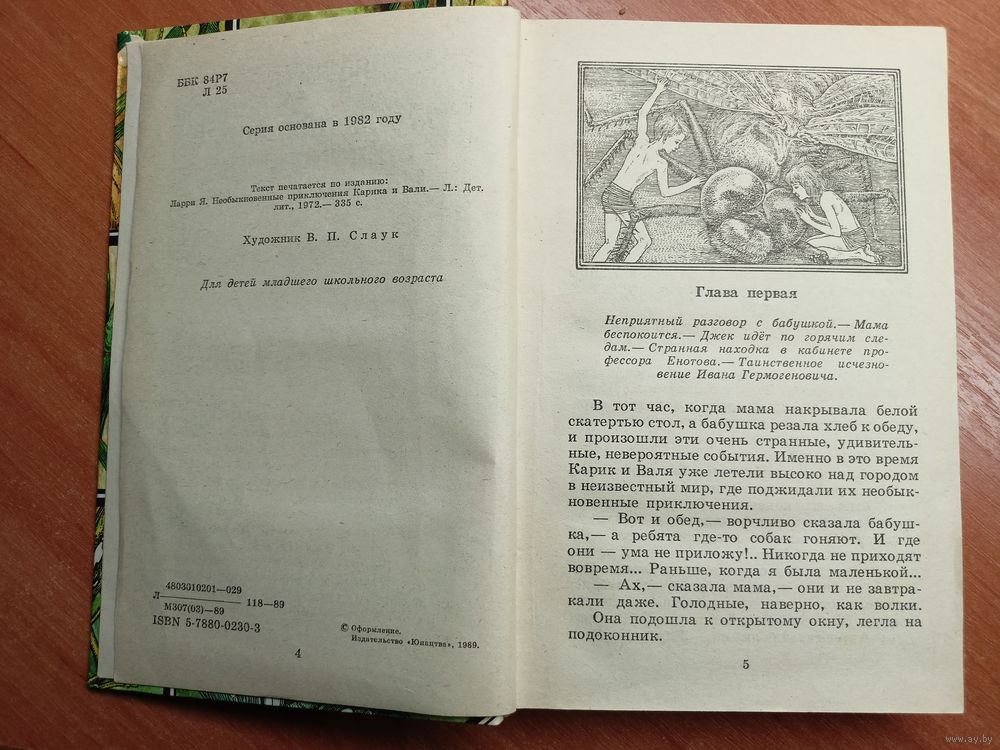 ББК 84Р7
Л 25
Серия основана в 1982 году
Текст печатается по изданию:
Ларри Я. Необыкновенные приключения Карика и Вали.— Л.: Дет.
лит., 1972.— 335 с.
Художник В. П. Слаук
Для детей младшего школьного возраста
4803010201—029
Л— 118—89
М307(03)—89
ISBN 5-7880-0230-3
© Оформление.
Издательство «Юнацтва», 1989.
4
Глава первая
Неприятный разговор с бабушкой.— Мама
беспокоится.— Джек идёт по горячим сле-
дам.— Странная находка в кабинете про-
фессора Енотова.— Таинственное исчезно-
вение Ивана Гермогеновича.
В тот час, когда мама накрывала белой
скатертью стол, а бабушка резала хлеб к обеду,
и произошли эти очень странные, удивитель-
ные, невероятные события. Именно в это время
Карик и Валя уже летели высоко над городом
в неизвестный мир, где поджидали их необык-
новенные приключения.
— Вот и обед,— ворчливо сказала бабуш-
ка,— а ребята где-то собак гоняют. И где
они — ума не приложу!.. Никогда не приходят
вовремя... Раньше, когда я была маленькой...
— Ах,— сказала мама,— они и не завтра-
кали даже. Голодные, наверно, как волки.
Она подошла к открытому окну, легла на
подоконник.
5
www.ay.by